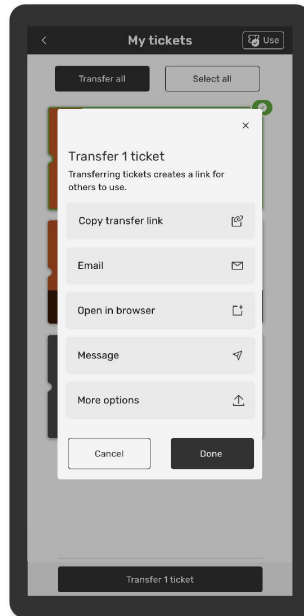 My tickets
Use
Transfer all
Select all
Transfer 1 ticket
Transferring tickets creates a link for
others to use.
Copy transfer link
Email
Open in browser
Message
More options
Cancel
Done
Transfer 1 ticket